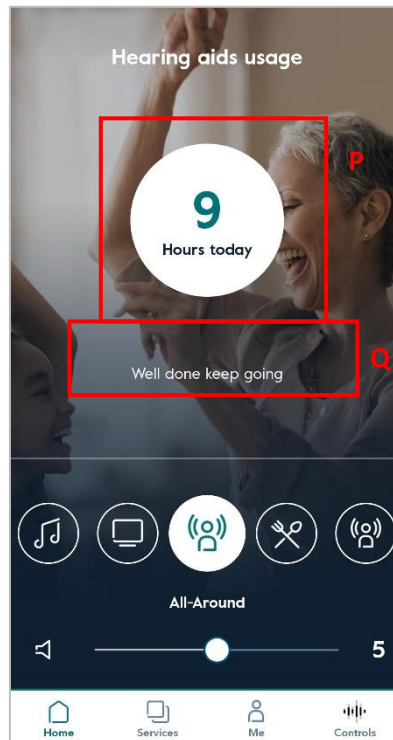 Hearing aids usage
P
9
Hours today
Q
Well done keep going
All-Around
5
Home Services Me Controls